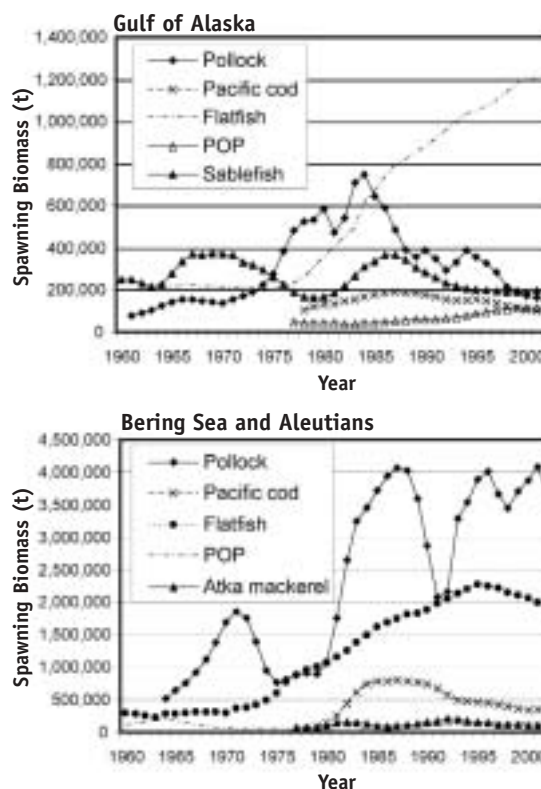 Gulf of Alaska
Spawning Biomass (t)
1,400,000
1,200,000
1,000,000
800,000
600,000
400,000
200,000
0
Pollock
Pacific cod
Flatfish
POP
Sablefish
1960 1965 1970 1975 1980 1985 1990 1995 2000
Year
Bering Sea and Aleutians
Spawning Biomass (t)
4,500,000
4,000,000
3,500,000
3,000,000
2,500,000
2,000,000
1,500,000
1,000,000
500,000
0
Pollock
Pacific cod
Flatfish
POP
Atka mackerel
1960 1965 1970 1975 1980 1985 1990 1995 2000
Year